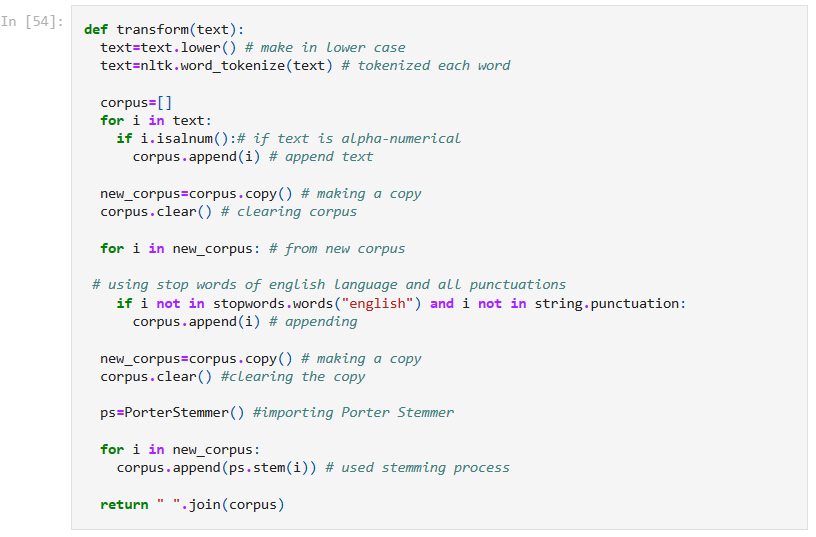 In [54]:
def transform(text):
text=text.lower() # make in lower case
text=nltk.word_tokenize(text) # tokenized each word
corpus=[]
for i in text:
if i.isalnum():# if text is alpha-numerical
corpus.append(i) # append text
new_corpus=corpus.copy() # making a copy
corpus.clear() # clearing corpus
for i in new_corpus: # from new corpus
# using stop words of english language and all punctuations
if i not in stopwords.words("english") and i not in string.punctuation:
corpus.append(i) # appending
new_corpus=corpus.copy() # making a copy
corpus.clear() #clearing the copy
ps=PorterStemmer() #importing Porter Stemmer
for i in new_corpus:
corpus.append(ps.stem(i)) # used stemming process
return " ".join(corpus)